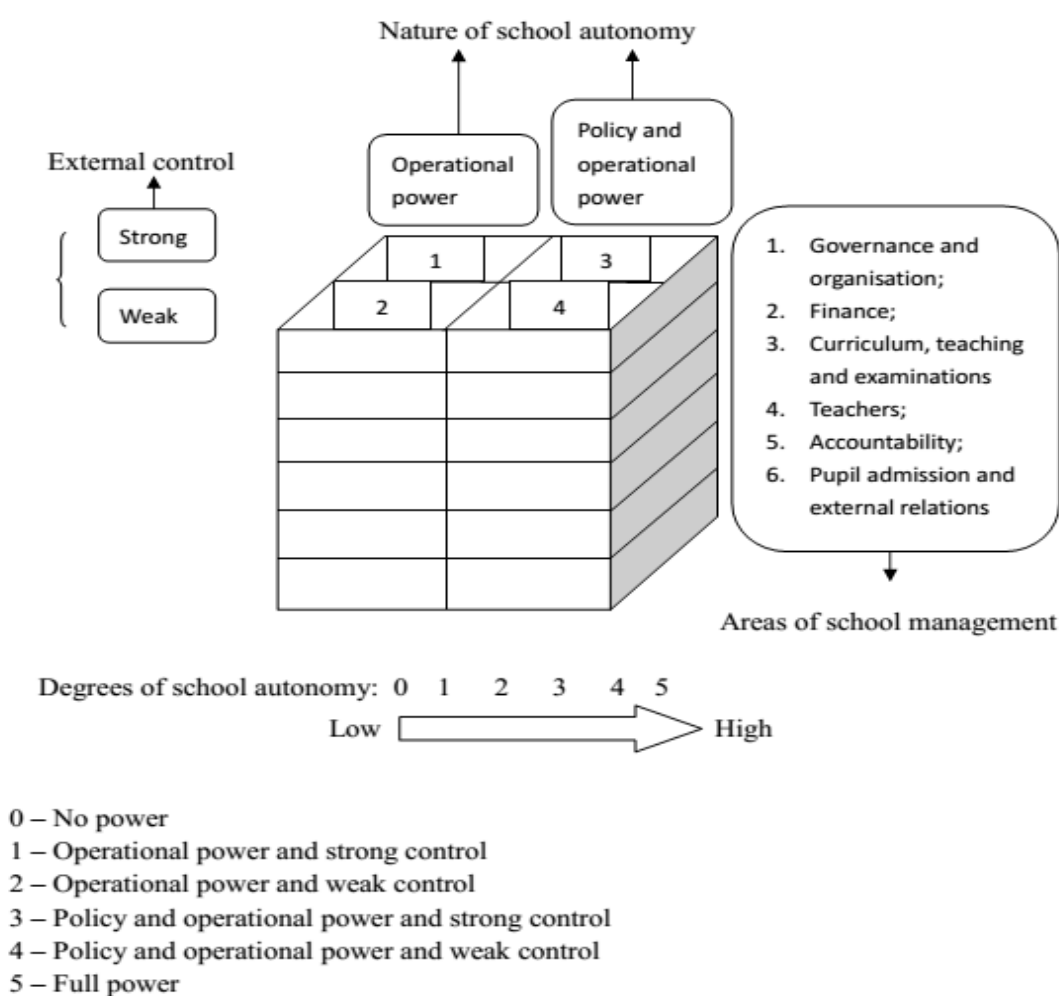 Nature of school autonomy
Operational
power
Policy and
operational
power
External control
Strong
Weak
1
3
2
4
1. Governance and
organisation;
2. Finance;
3. Curriculum, teaching
and examinations
4. Teachers;
5. Accountability;
6. Pupil admission and
external relations
Areas of school management
Degrees of school autonomy: 0 1 2 3 4 5
Low High
0 – No power
1 – Operational power and strong control
2 – Operational power and weak control
3 – Policy and operational power and strong control
4 – Policy and operational power and weak control
5 – Full power